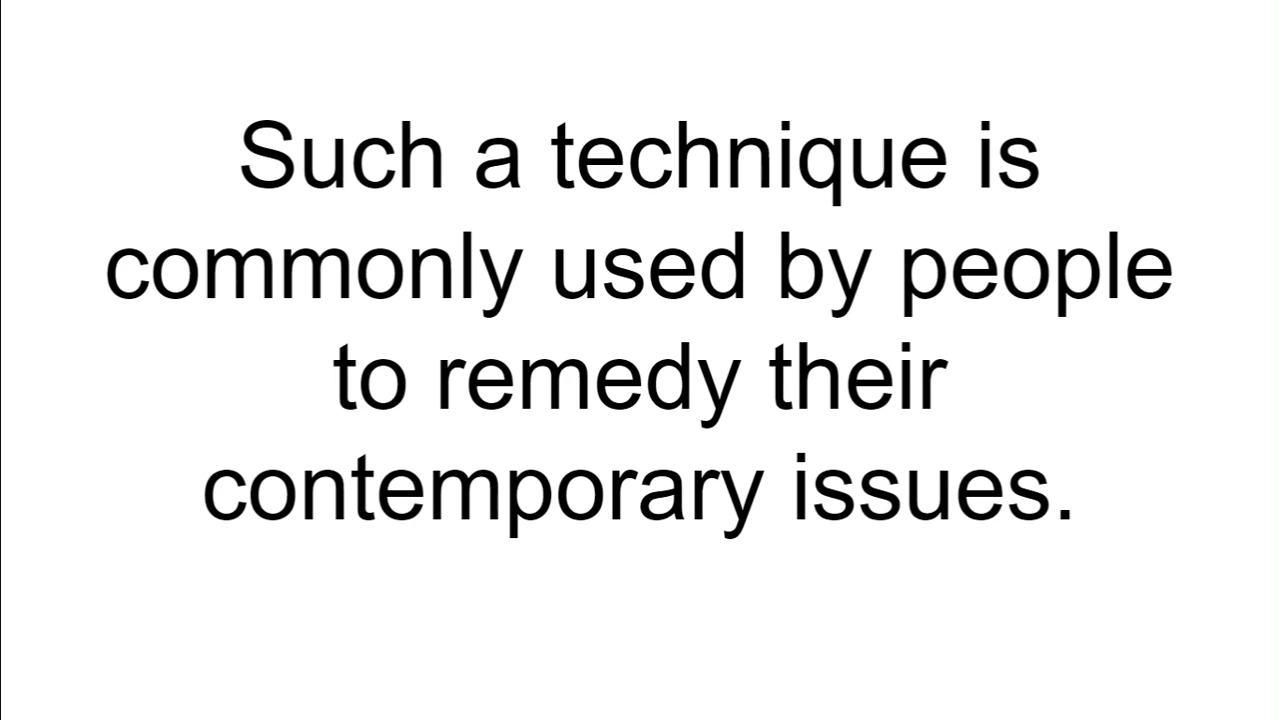 Such a technique is
commonly used by people
to remedy their
contemporary issues.